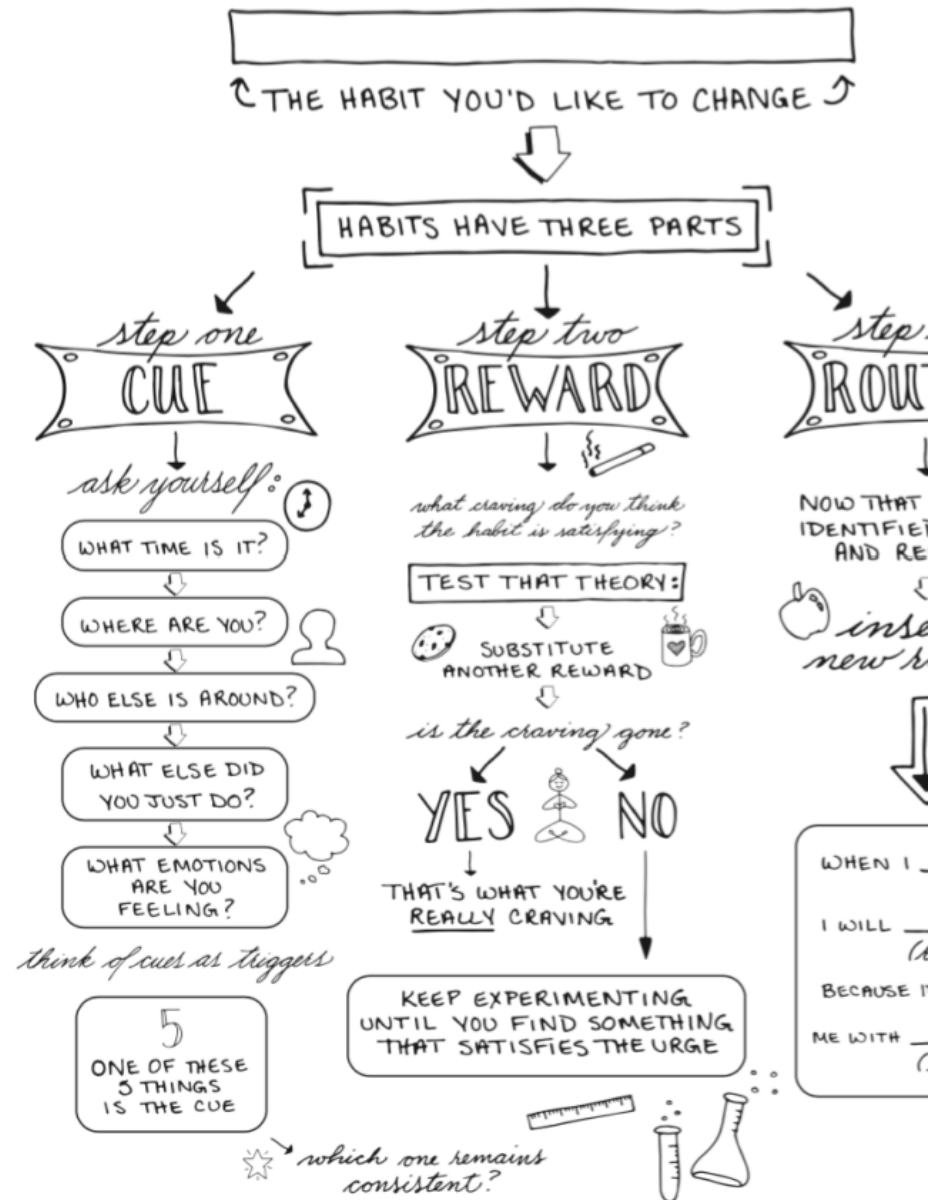 THE HABIT YOU'D LIKE TO CHANGE
HABITS HAVE THREE PARTS
step one
CUE
ask yourself:
WHAT TIME IS IT?
WHERE ARE YOU?
WHO ELSE IS AROUND?
WHAT ELSE DID
YOU JUST DO?
WHAT EMOTIONS
ARE YOU
FEELING?
think of cues as triggers
5
ONE OF THESE
5 THINGS
IS THE CUE
which one remains
consistent?
step two
REWARD
what craving do you think
the habit is satisfying?
TEST THAT THEORY:
SUBSTITUTE
ANOTHER REWARD
is the craving gone?
YES
NO
THAT'S WHAT YOU'RE
REALLY CRAVING
KEEP EXPERIMENTING
UNTIL YOU FIND SOMETHING
THAT SATISFIES THE URGE
step
NOW THAT
AND
new
WHEN I
I WILL
BECAUSE
ME WITH